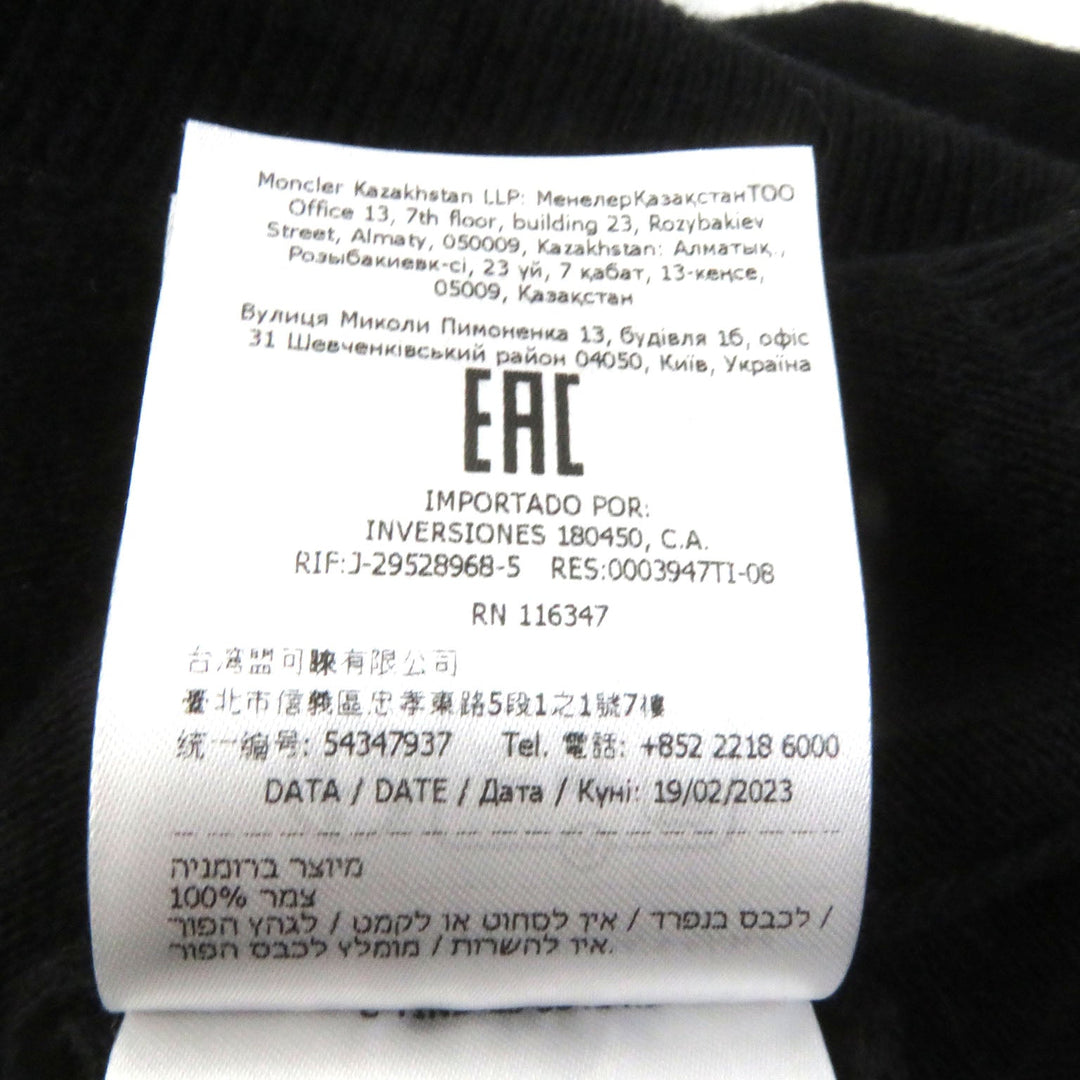 Moncler Kazakhstan LLP: МенелерҚазақстанТОО
Office 13, 7th floor, building 23, Rozybakiev
Street, Almaty, 050009, Kazakhstan: Алматық.,
Розыбакиевк-сі, 23 үй, 7 қабат, 13-кеңсе,
05009, Қазақстан
Вулиця Миколи Пимоненка 13, будівля 1б, офіс
31 Шевченківський район 04050, Київ, Україна
EAC
IMPORTADO POR:
INVERSIONES 180450, C.A.
RIF:J-29528968-5 RES:0003947TI-08
RN 116347
台灣盟可睞有限公司
臺北市信義區忠孝東路5段1之1號7樓
统一编号: 54347937 Tel. 電話: +852 2218 6000
DATA / DATE / Дата / Күні: 19/02/2023
מיוצר ברומניה
100% צמר
לכבס בנפרד / אין לסחוט או לקמט / לגהץ הפוך /
אין להשרות / מומלץ לכבס הפוך.